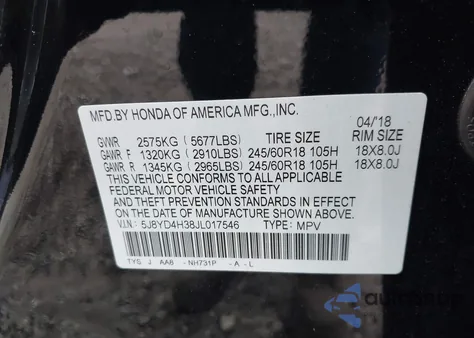 MFD.BY HONDA OF AMERICA MFG.,INC.
04/'18
GVWR 2575KG ( 5677LBS) TIRE SIZE RIM SIZE
GAWR F 1320KG ( 2910LBS) 245/60R18 105H 18X8.0J
GAWR R 1345KG ( 2965LBS) 245/60R18 105H 18X8.0J
THIS VEHICLE CONFORMS TO ALL APPLICABLE
FEDERAL MOTOR VEHICLE SAFETY
AND THEFT PREVENTION STANDARDS IN EFFECT
ON THE DATE OF MANUFACTURE SHOWN ABOVE.
V.I.N.: 5J8YD4H38JL017546 TYPE: MPV
TYS J AA8 -NH731P -A -L